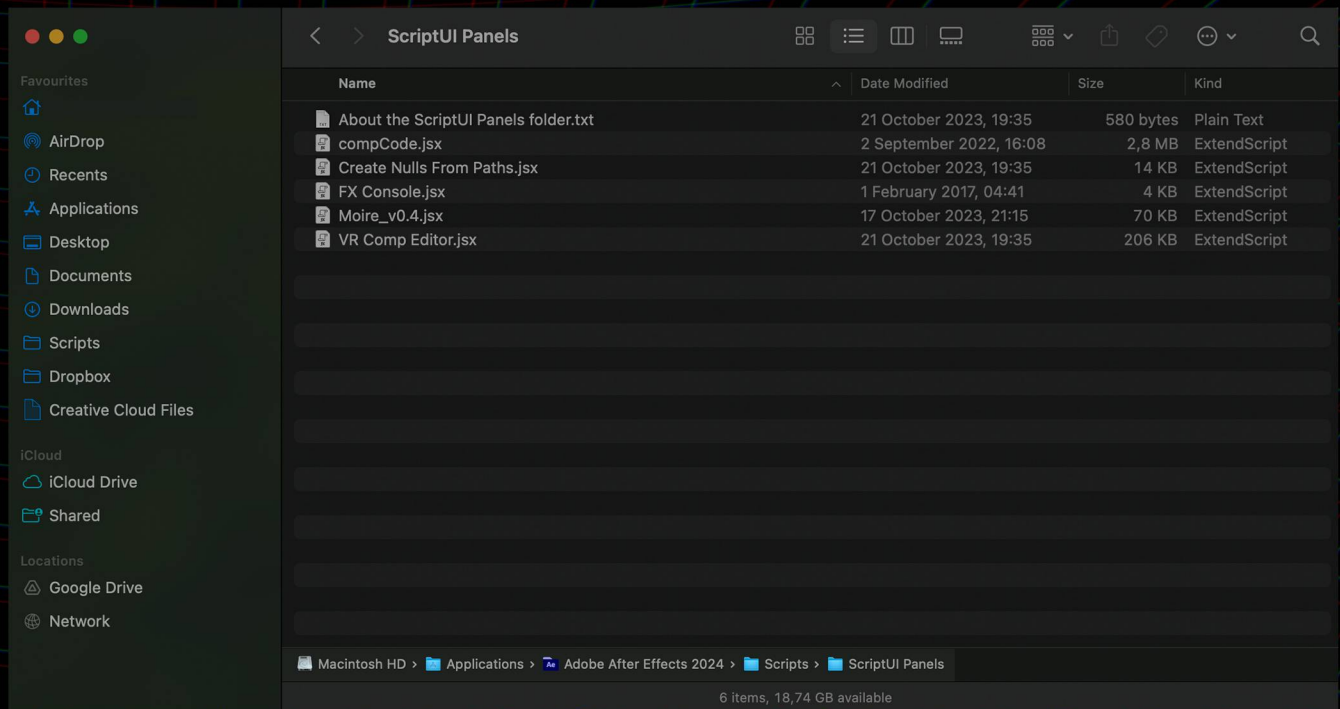 ScriptUI Panels
Favourites
AirDrop
Recents
Applications
Desktop
Documents
Downloads
Scripts
Dropbox
Creative Cloud Files
iCloud
iCloud Drive
Shared
Locations
Google Drive
Network
Name Date Modified Size Kind
About the ScriptUI Panels folder.txt 21 October 2023, 19:35 580 bytes Plain Text
compCode.jsx 2 September 2022, 16:08 2,8 MB ExtendScript
Create Nulls From Paths.jsx 21 October 2023, 19:35 14 KB ExtendScript
FX Console.jsx 1 February 2017, 04:41 4 KB ExtendScript
Moire_v0.4.jsx 17 October 2023, 21:15 70 KB ExtendScript
VR Comp Editor.jsx 21 October 2023, 19:35 206 KB ExtendScript
Macintosh HD › Applications › Ae Adobe After Effects 2024 › Scripts › ScriptUI Panels
6 items, 18,74 GB available